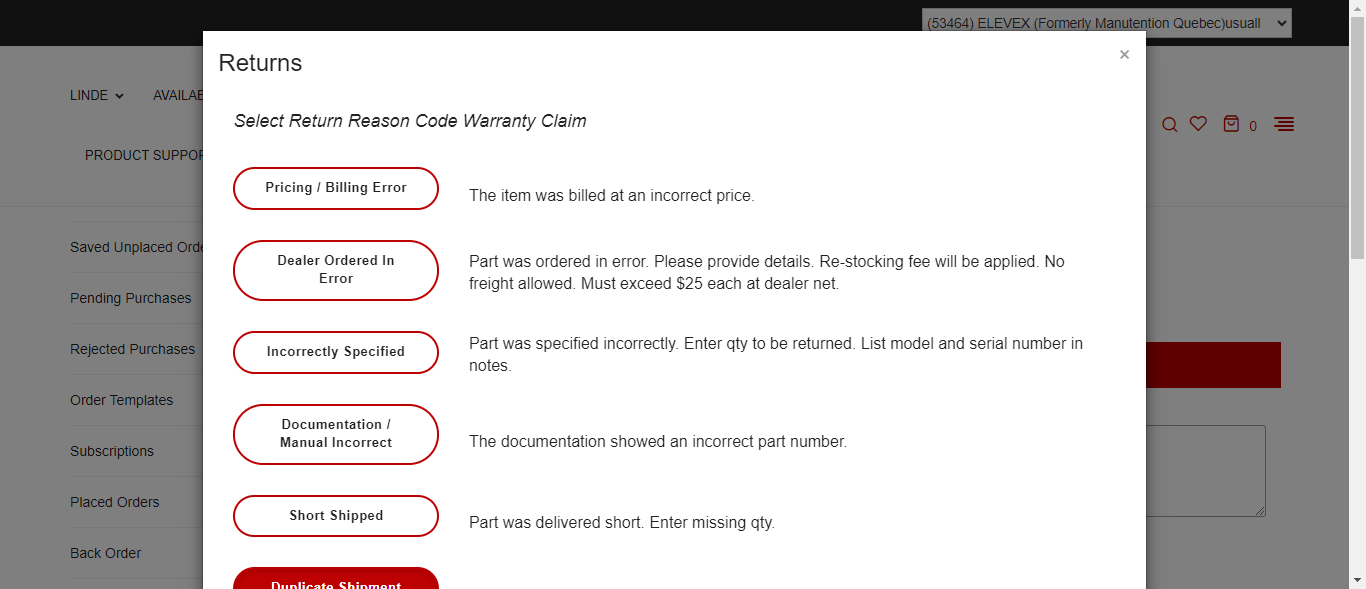 (53464) ELEVEX (Formerly Manutention Quebec)usuall
Returns
×
LINDE
AVAILAB
PRODUCT SUPPOR
0
Select Return Reason Code Warranty Claim
Pricing / Billing Error
The item was billed at an incorrect price.
Dealer Ordered In
Error
Part was ordered in error. Please provide details. Re-stocking fee will be applied. No
freight allowed. Must exceed $25 each at dealer net.
Incorrectly Specified
Part was specified incorrectly. Enter qty to be returned. List model and serial number in
notes.
Documentation /
Manual Incorrect
The documentation showed an incorrect part number.
Short Shipped
Part was delivered short. Enter missing qty.
Duplicate Shipment
Saved Unplaced Orde
Pending Purchases
Rejected Purchases
Order Templates
Subscriptions
Placed Orders
Back Order